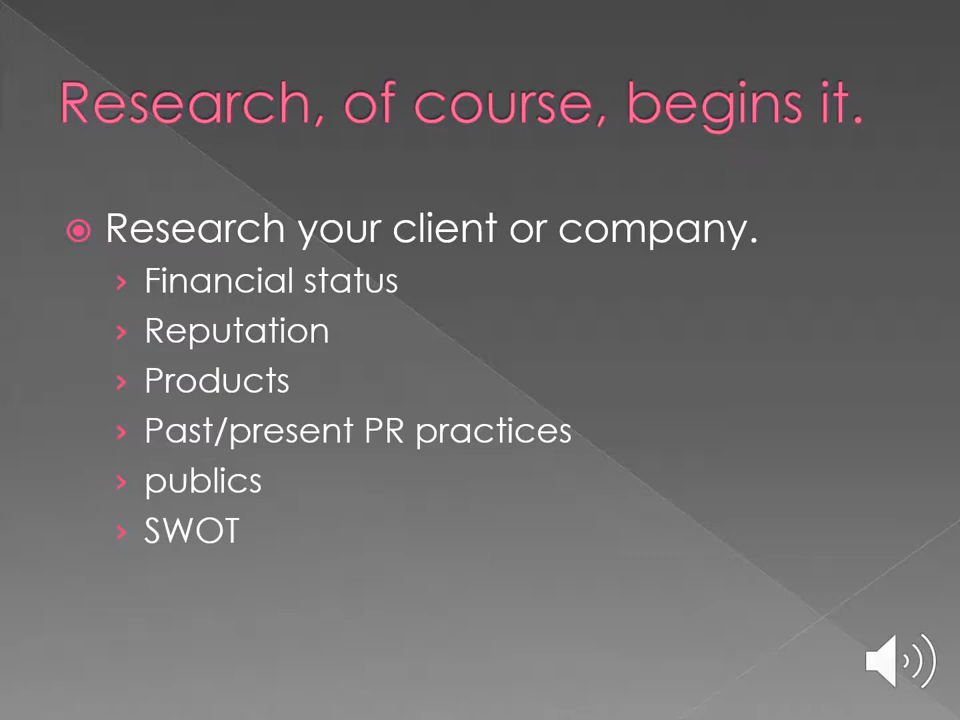 Research, of course, begins it.
Research your client or company.
Financial status
Reputation
Products
Past/present PR practices
publics
SWOT